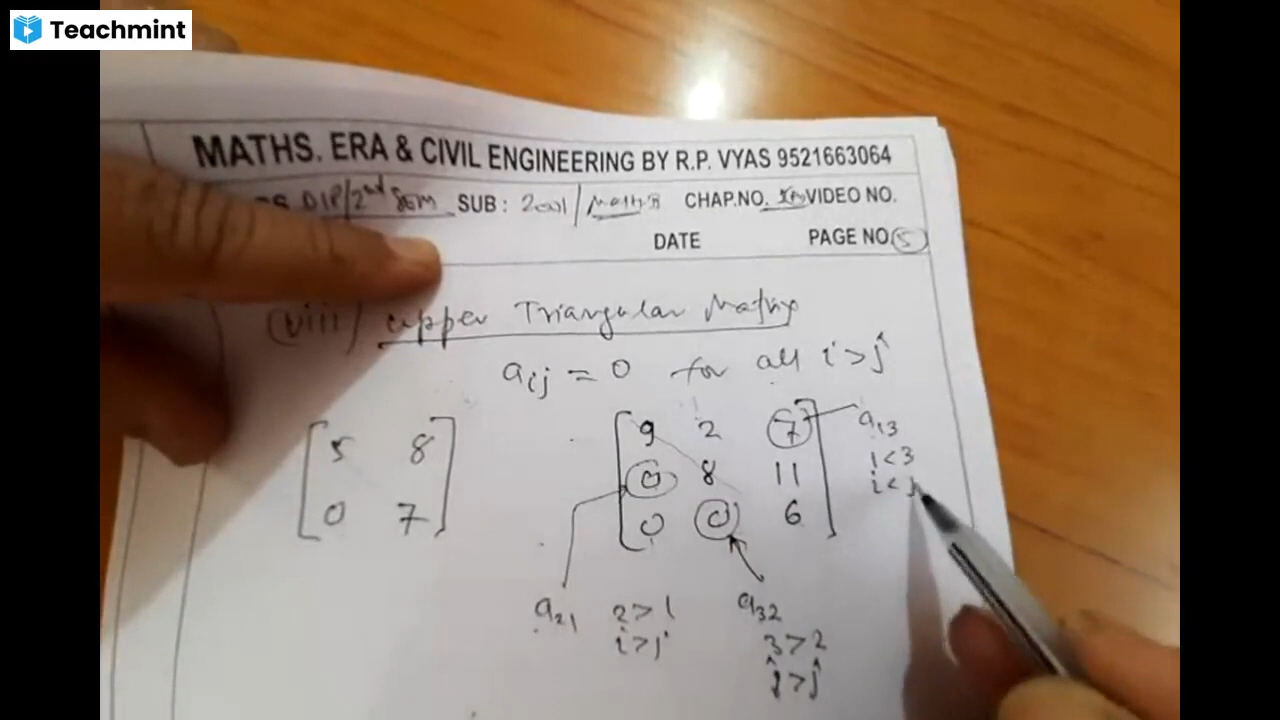 Teachmint
MATHS. ERA & CIVIL ENGINEERING BY R.P. VYAS 9521663064
DIP/2nd SEM SUB : 2001/Maths CHAP.NO. VIDEO NO.
DATE PAGE NO 5
(viii) Upper Triangular Matrix
aij = 0 for all i > j
5 8
0 7
9 2 7
0 8 11
0 0 6
a13
1 < 3
i < j
a21 2 > 1
i > j
a32
3 > 2
i > j